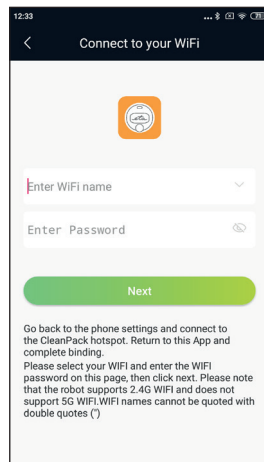 12:33
Connect to your WiFi
Enter WiFi name
Enter Password
Next
Go back to the phone settings and connect to
the CleanPack hotspot. Return to this App and
complete binding.
Please select your WIFI and enter the WIFI
password on this page, then click next. Please note
that the robot supports 2.4G WIFI and does not
support 5G WIFI.WIFI names cannot be quoted with
double quotes (")